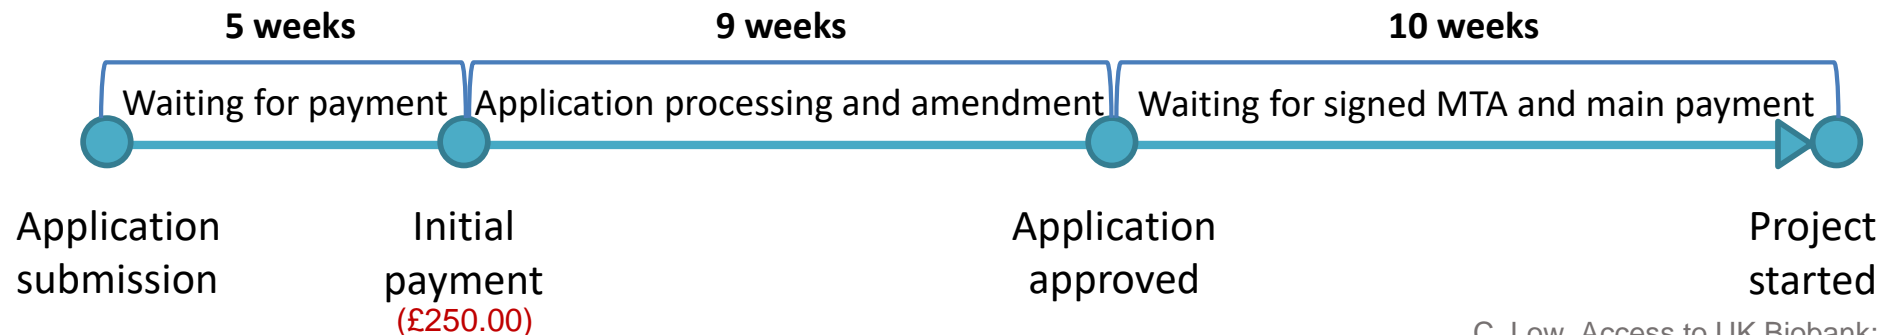 5 weeks
9 weeks
10 weeks
Waiting for payment
Application processing and amendment
Waiting for signed MTA and main payment
Application
submission
Initial
payment
(£250.00)
Application
approved
Project
started
C. Low, Access to UK Biobank: